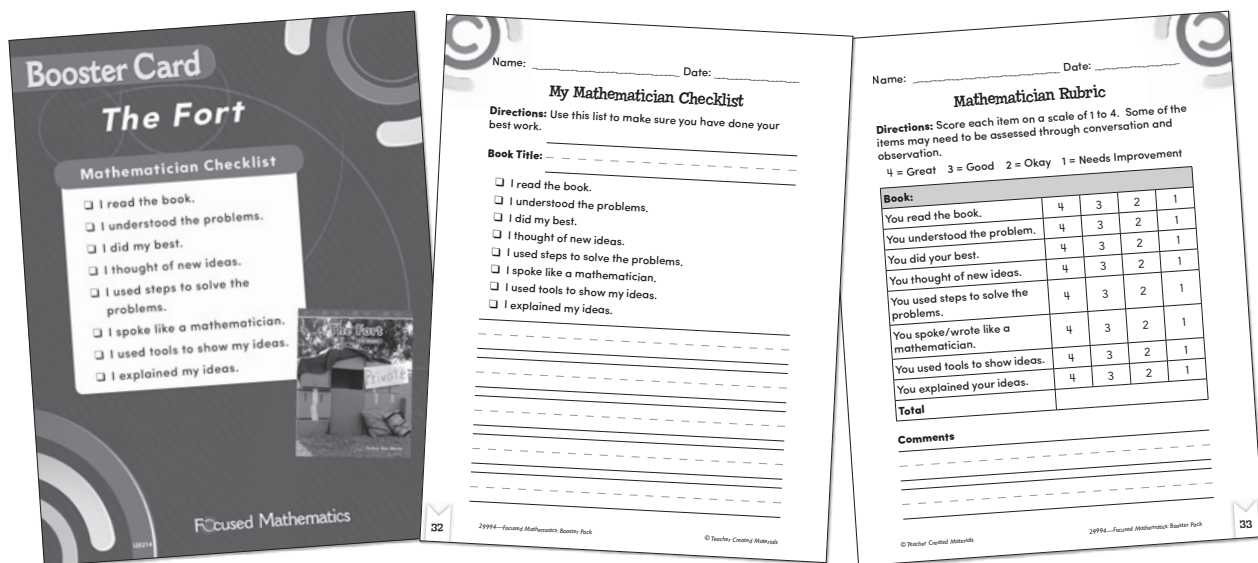 Booster Card
The Fort
Mathematician Checklist
❑ I read the book.
❑ I understood the problems.
❑ I did my best.
❑ I thought of new ideas.
❑ I used steps to solve the
problems.
❑ I spoke like a mathematician.
❑ I used tools to show my ideas.
❑ I explained my ideas.
The Fort
Private
Focused Mathematics
Name: Date:
My Mathematician Checklist
Directions: Use this list to make sure you have done your
best work.
Book Title:
❑ I read the book.
❑ I understood the problems.
❑ I did my best.
❑ I thought of new ideas.
❑ I used steps to solve the problems.
❑ I spoke like a mathematician.
❑ I used tools to show my ideas.
❑ I explained my ideas.
32
29994—Focused Mathematics: Booster Pack
© Teacher Created Materials
Name: Date:
Mathematician Rubric
Directions: Score each item on a scale of 1 to 4. Some of the
items may need to be assessed through conversation and
observation.
4 = Great 3 = Good 2 = Okay 1 = Needs Improvement
Book:
You read the book. 4 3 2 1
You understood the problem. 4 3 2 1
You did your best. 4 3 2 1
You thought of new ideas. 4 3 2 1
You used steps to solve the
problems. 4 3 2 1
You spoke/wrote like a
mathematician. 4 3 2 1
You used tools to show ideas. 4 3 2 1
You explained your ideas. 4 3 2 1
Total
Comments
© Teacher Created Materials
29994—Focused Mathematics: Booster Pack
33